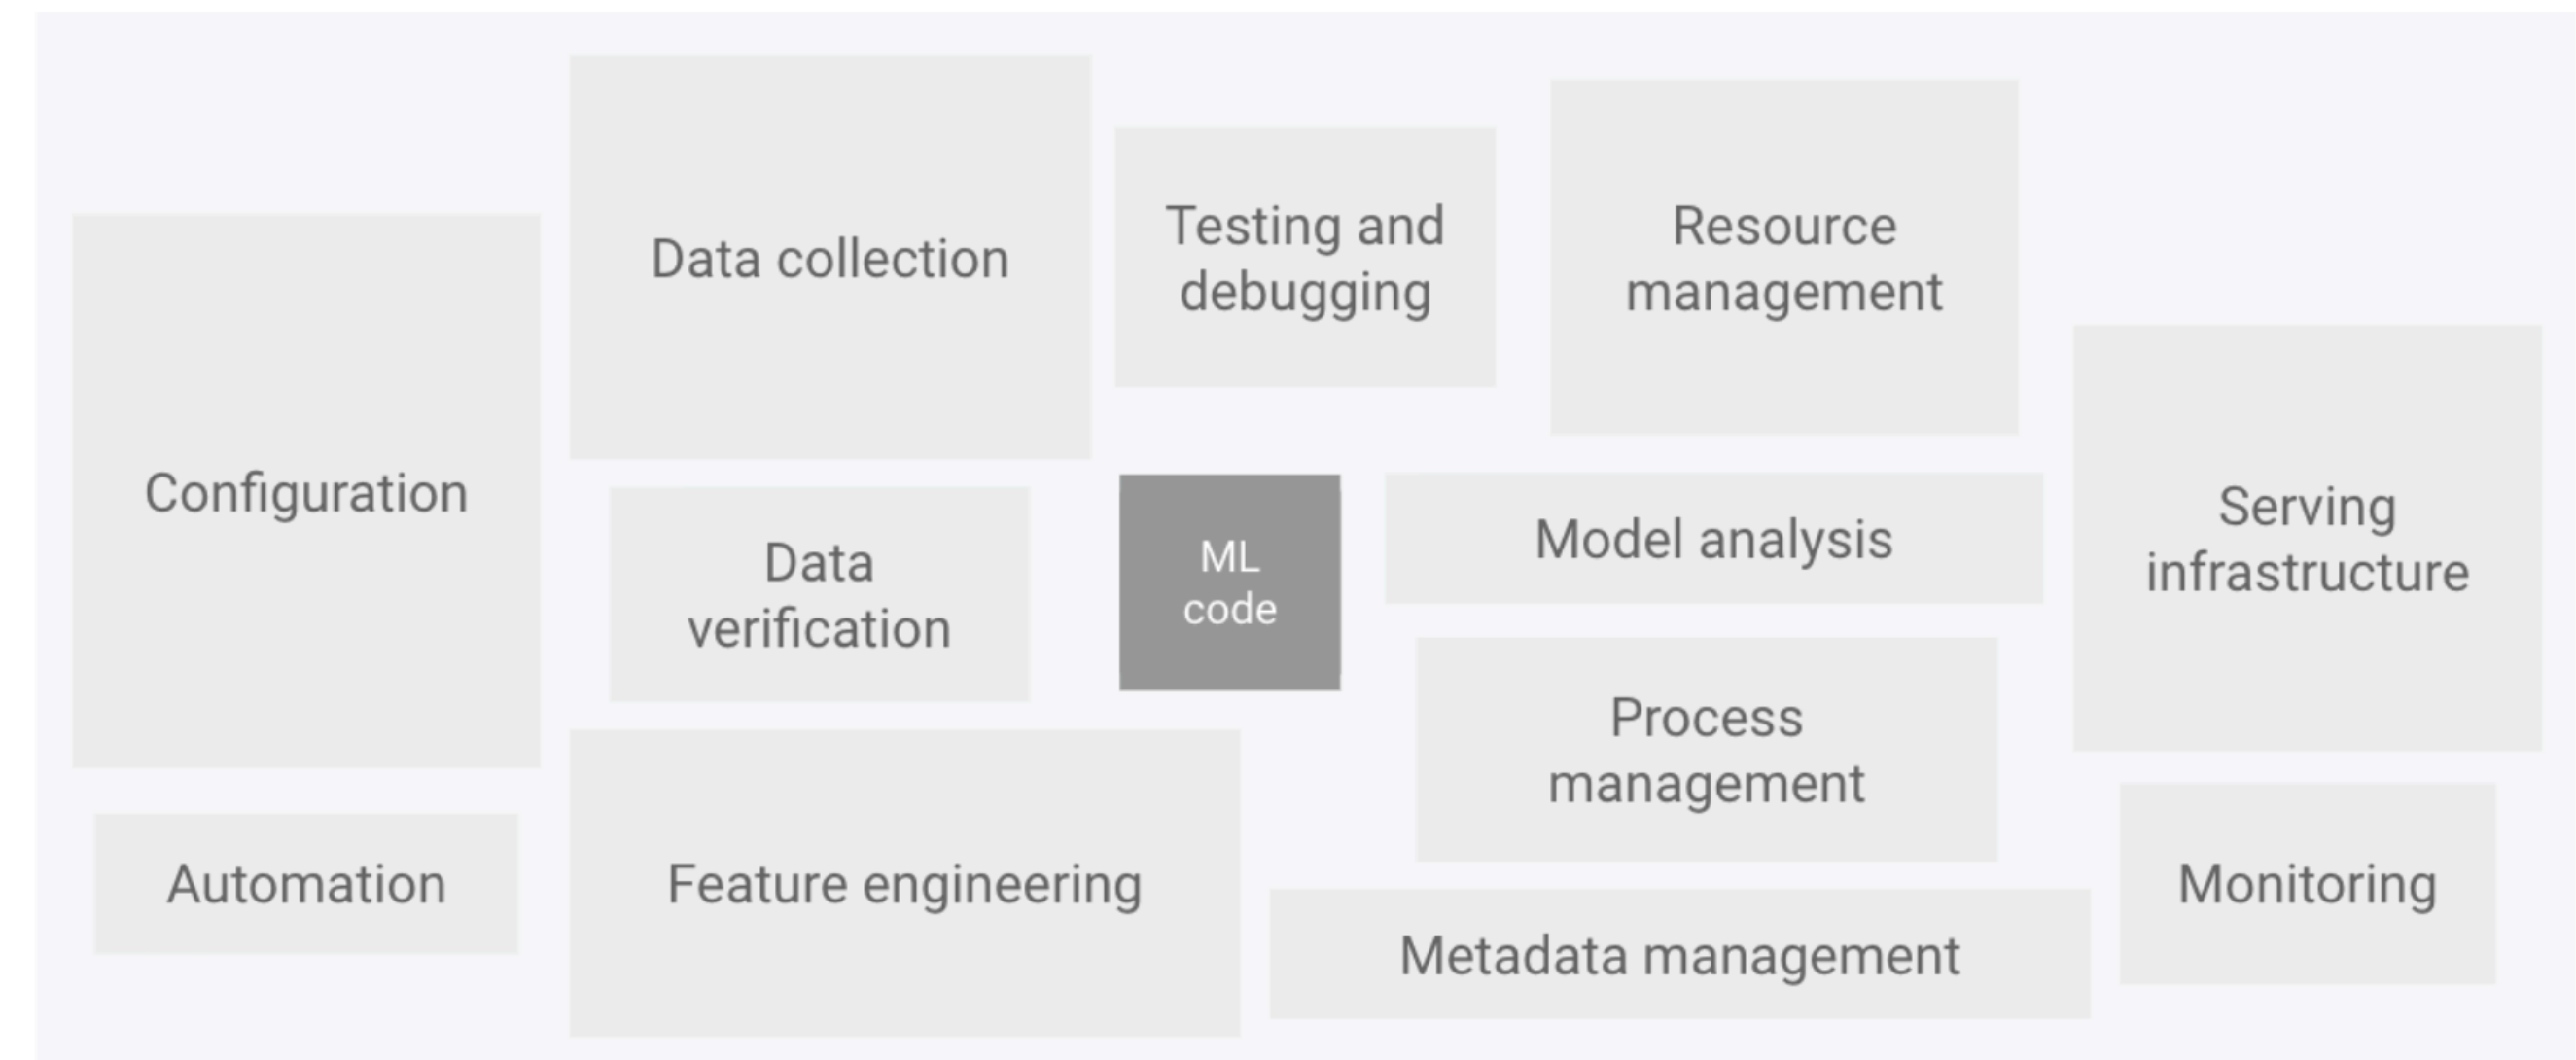 Configuration
Automation
Data collection
Data
verification
Feature engineering
Testing and
debugging
ML
code
Resource
management
Model analysis
Process
management
Metadata management
Serving
infrastructure
Monitoring